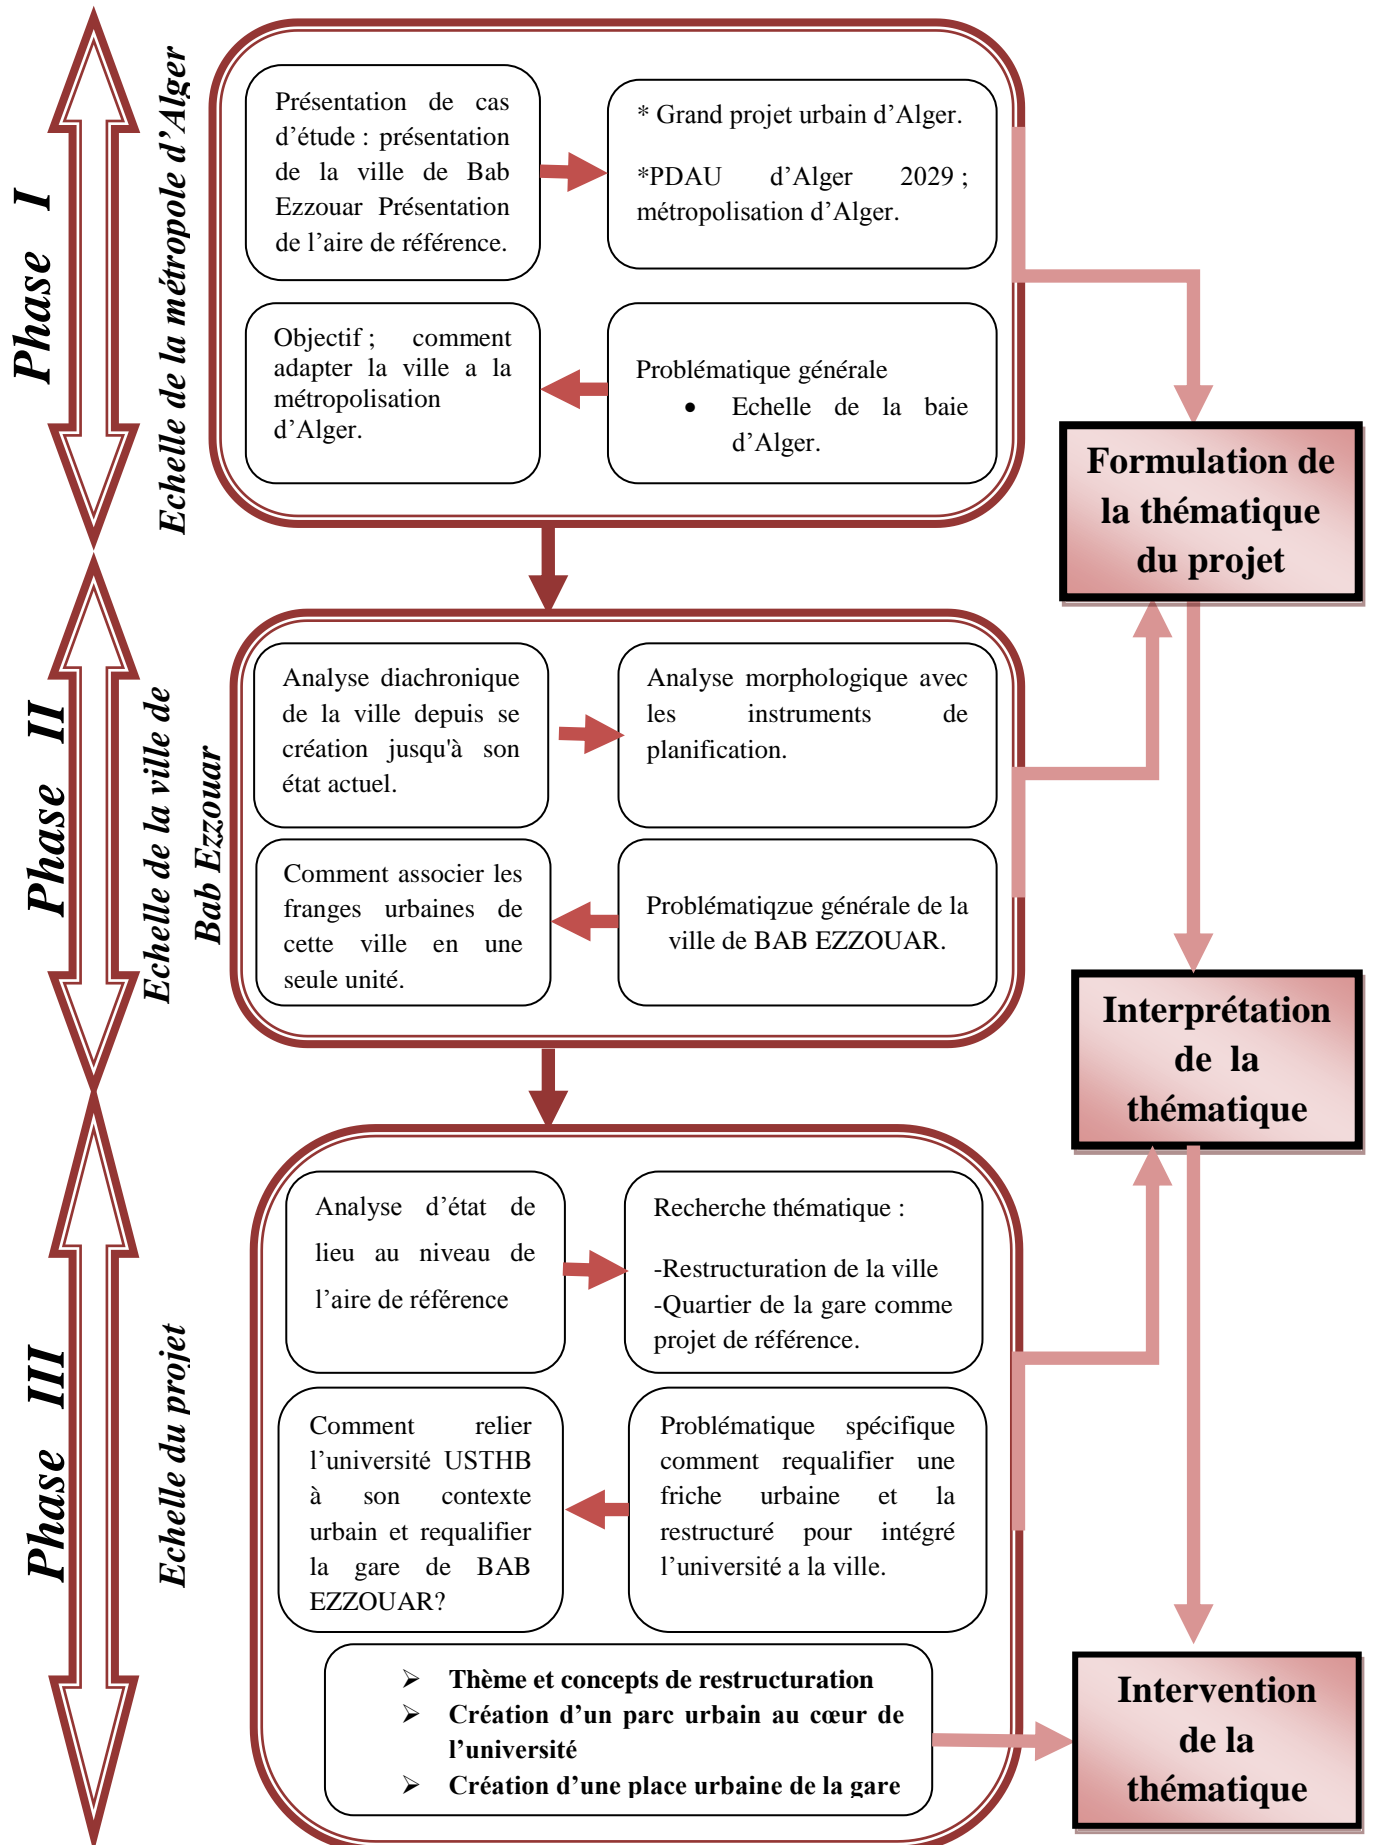 Phase I
Echelle de la métropole d’Alger
Présentation de cas
d’étude : présentation
de la ville de Bab
Ezzouar Présentation
de l’aire de référence.
* Grand projet urbain d’Alger.
*PDAU d’Alger 2029 ;
métropolisation d’Alger.
Objectif ; comment
adapter la ville a la
métropolisation
d’Alger.
Problématique générale
• Echelle de la baie
d’Alger.
Formulation de
la thématique
du projet
Phase II
Echelle de la ville de
Bab Ezzouar
Analyse diachronique
de la ville depuis se
création jusqu'à son
état actuel.
Analyse morphologique avec
les instruments de
planification.
Comment associer les
franges urbaines de
cette ville en une
seule unité.
Problématiqzue générale de la
ville de BAB EZZOUAR.
Interprétation
de la
thématique
Phase III
Echelle du projet
Analyse d’état de
lieu au niveau de
l’aire de référence
Recherche thématique :
-Restructuration de la ville
-Quartier de la gare comme
projet de référence.
Comment relier
l’université USTHB
à son contexte
urbain et requalifier
la gare de BAB
EZZOUAR?
Problématique spécifique
comment requalifier une
friche urbaine et la
restructuré pour intégré
l’université a la ville.
➢ Thème et concepts de restructuration
➢ Création d’un parc urbain au cœur de
l’université
➢ Création d’une place urbaine de la gare
Intervention
de la
thématique